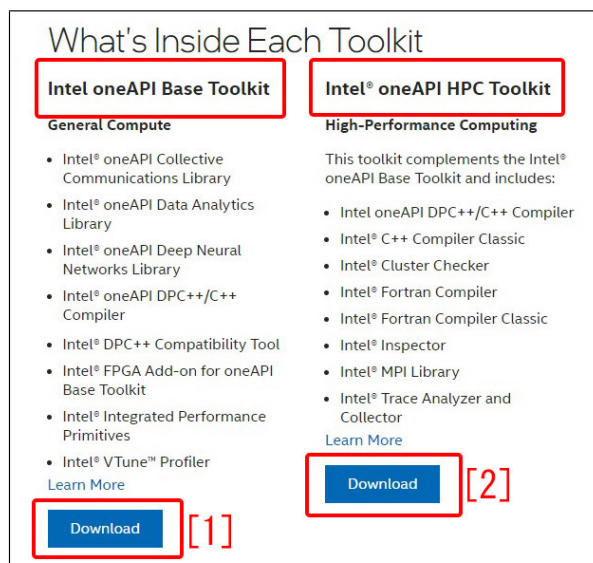 What's Inside Each Toolkit
Intel oneAPI Base Toolkit
General Compute
• Intel® oneAPI Collective
Communications Library
• Intel® oneAPI Data Analytics
Library
• Intel® oneAPI Deep Neural
Networks Library
• Intel® oneAPI DPC++/C++
Compiler
• Intel® DPC++ Compatibility Tool
• Intel® FPGA Add-on for oneAPI
Base Toolkit
• Intel® Integrated Performance
Primitives
• Intel® VTune™ Profiler
Learn More
Download
[1]
Intel® oneAPI HPC Toolkit
High-Performance Computing
This toolkit complements the Intel®
oneAPI Base Toolkit and includes:
• Intel oneAPI DPC++/C++ Compiler
• Intel® C++ Compiler Classic
• Intel® Cluster Checker
• Intel® Fortran Compiler
• Intel® Fortran Compiler Classic
• Intel® Inspector
• Intel® MPI Library
• Intel® Trace Analyzer and
Collector
Learn More
Download
[2]